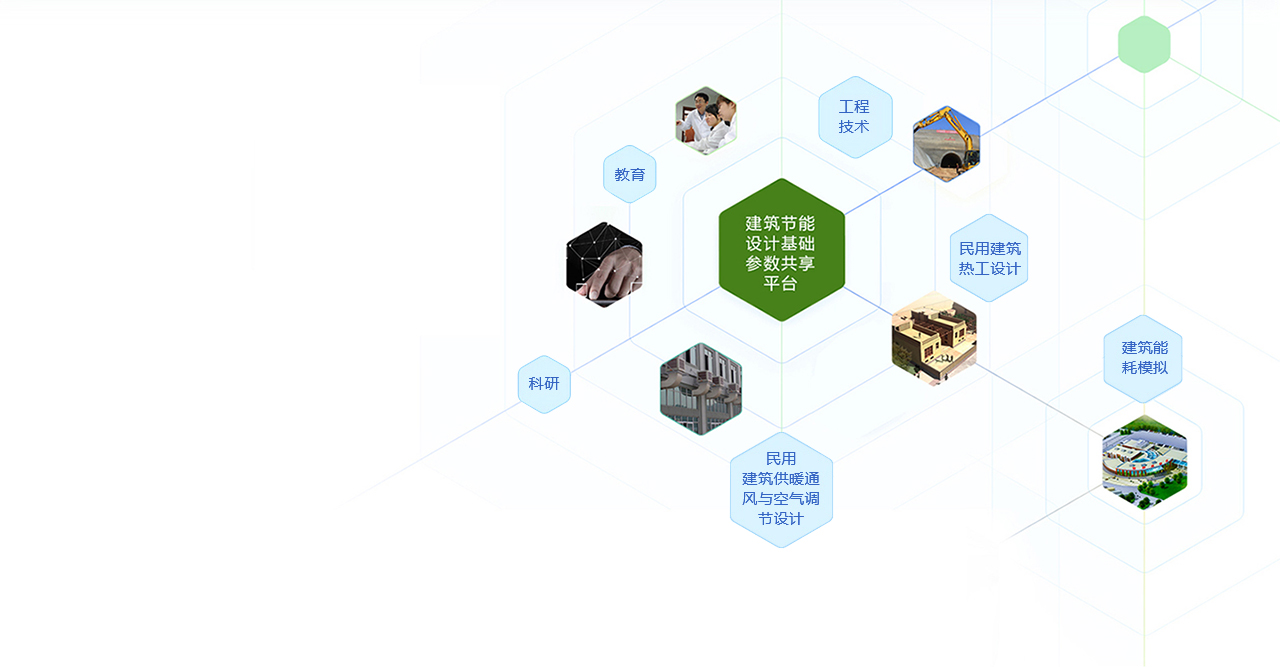 工程
技术
教育
建筑节能
设计基础
参数共享
平台
民用建筑
热工设计
建筑能
耗模拟
科研
民用
建筑供暖通
风与空气调
节设计